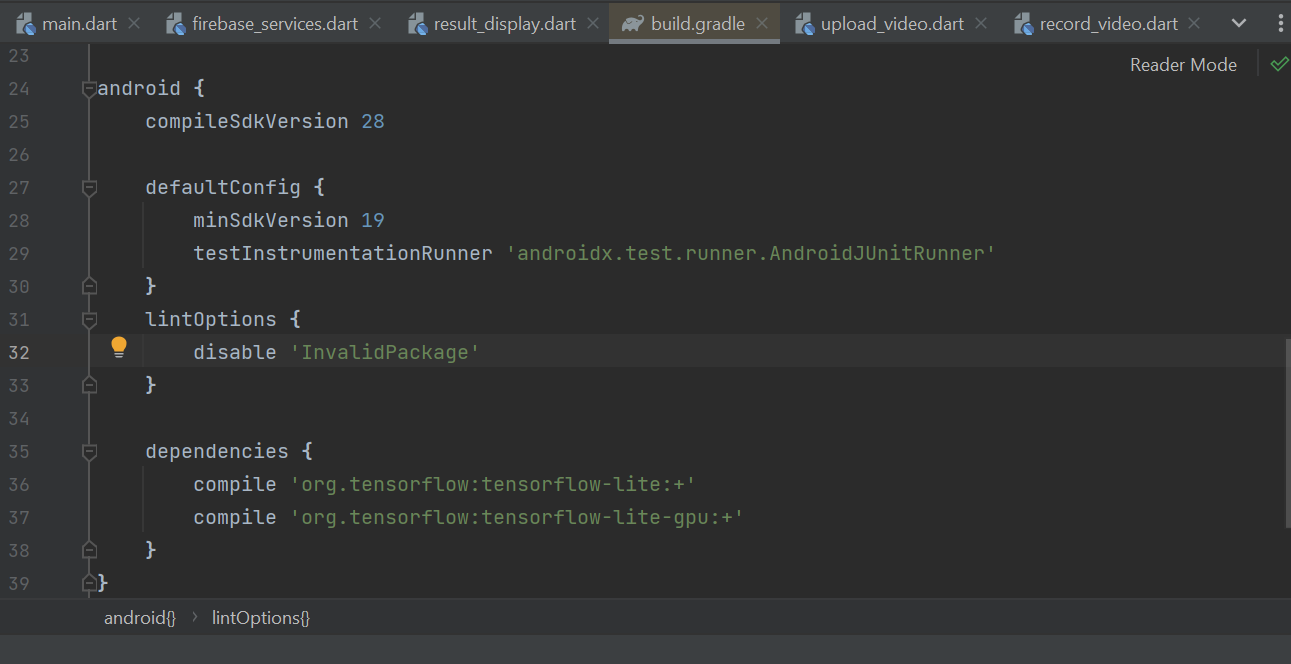 main.dart firebase_services.dart result_display.dart build.gradle upload_video.dart record_video.dart
Reader Mode
23
24 android {
25 compileSdkVersion 28
26
27 defaultConfig {
28 minSdkVersion 19
29 testInstrumentationRunner 'androidx.test.runner.AndroidJUnitRunner'
30 }
31 lintOptions {
32 disable 'InvalidPackage'
33 }
34
35 dependencies {
36 compile 'org.tensorflow:tensorflow-lite:+'
37 compile 'org.tensorflow:tensorflow-lite-gpu:+'
38 }
39 }
android{} › lintOptions{}